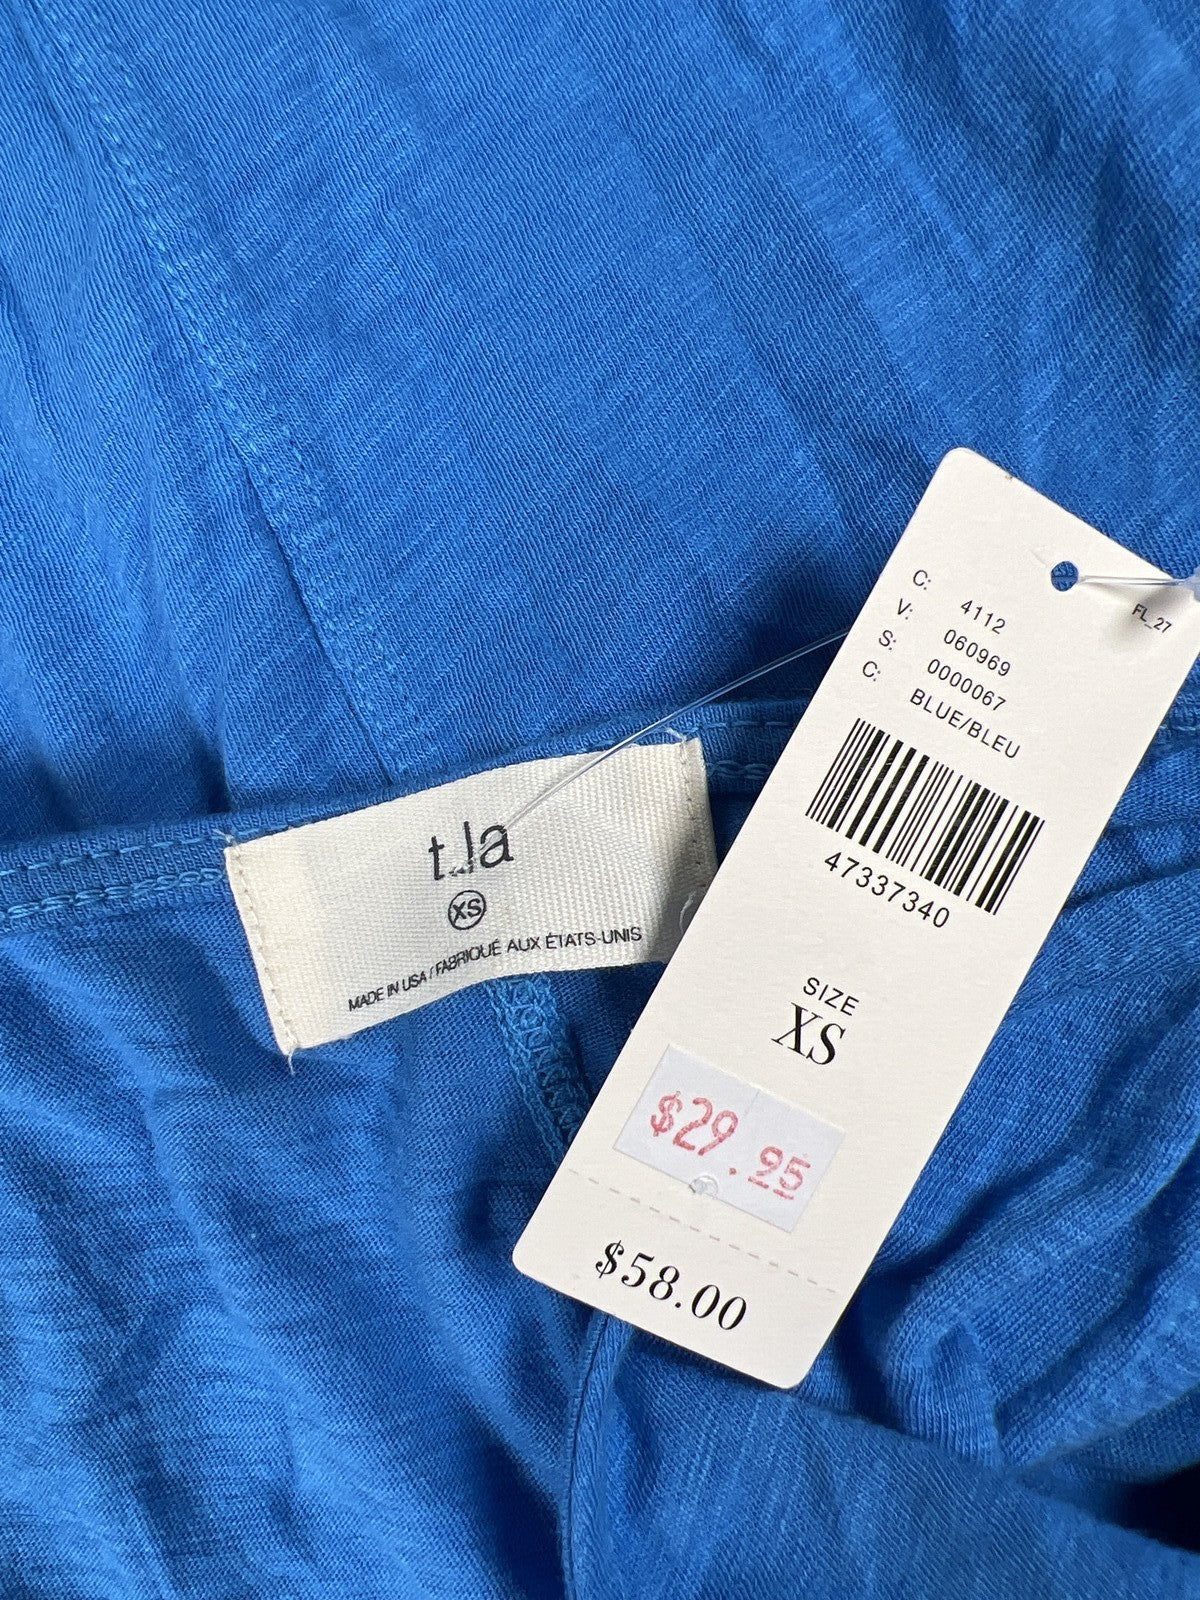 t.la
XS
MADE IN USA / FABRIQUÉ AUX ÉTATS-UNIS
FL_27
C: 4112
V: 060969
S: 0000067
C: BLUE/BLEU
47337340
SIZE
XS
$29.95
$58.00